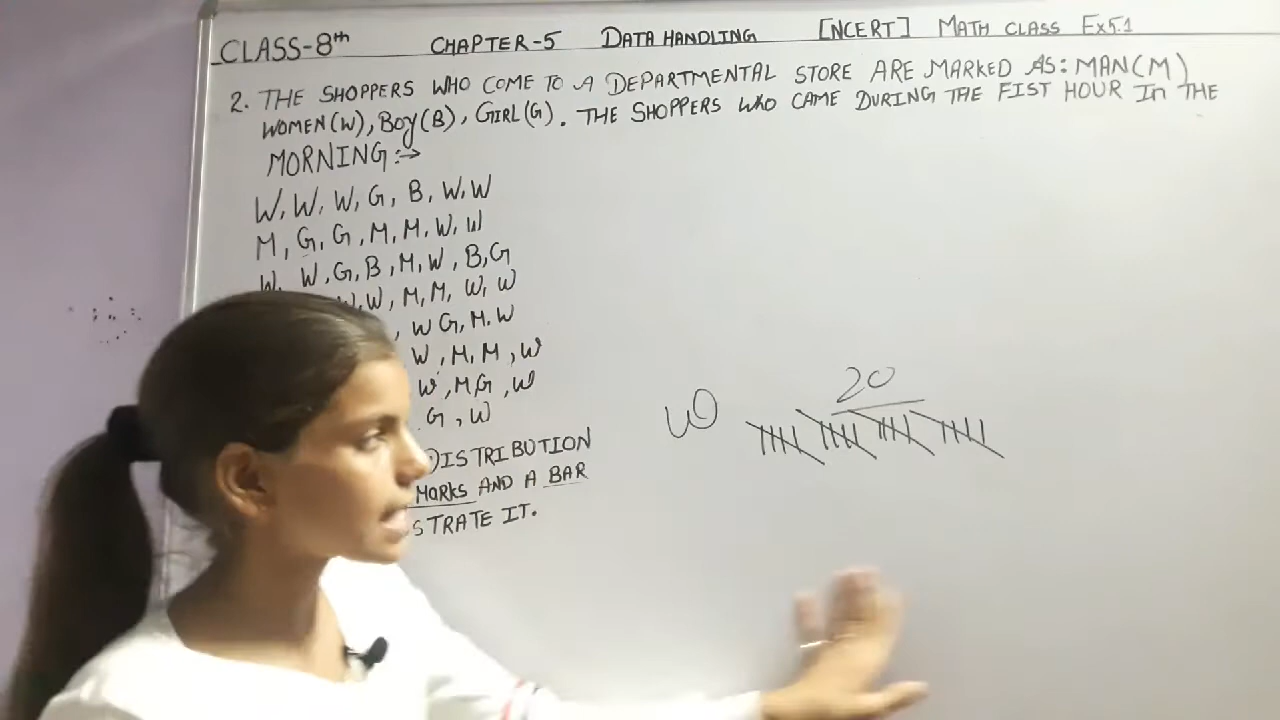 CLASS-8th CHAPTER-5 DATA HANDLING [NCERT] MATH CLASS Ex5.1
2. THE SHOPPERS WHO COME TO A DEPARTMENTAL STORE ARE MARKED AS: MAN(M)
WOMEN(W), BOY(B), GIRL(G). THE SHOPPERS WHO CAME DURING THE FIST HOUR IN THE
MORNING :→
W, W, W, G, B, W, W
M, G, G, M, M, W, W
W, W, G, B, M, W, B, G
W, W, M, M, W, W
, W G, M. W
W, M, M, W
W, M, G, W
G, W
DISTRIBUTION
MARKS AND A BAR
STRATE IT.
20
W